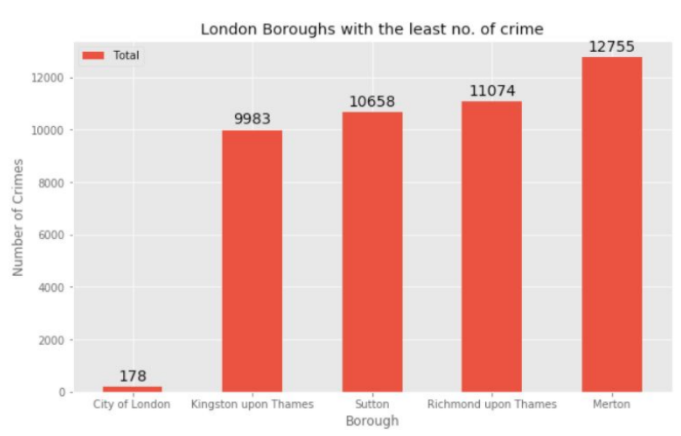 London Boroughs with the least no. of crime
Total
12755
11074
10658
9983
178
12000
10000
8000
6000
4000
2000
0
Number of Crimes
City of London
Kingston upon Thames
Sutton
Richmond upon Thames
Merton
Borough